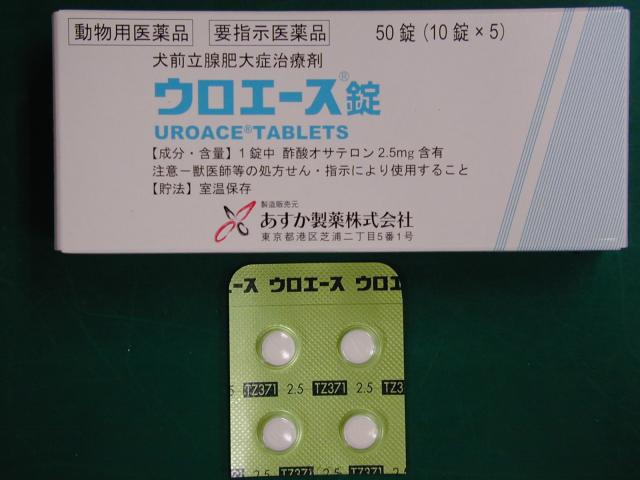 動物用医薬品 要指示医薬品 50錠(10錠×5)
犬前立腺肥大症治療剤
ウロエース®錠
UROACE®TABLETS
【成分・含量】1錠中 酢酸オサテロン2.5mg含有
注意－獣医師等の処方せん・指示により使用すること
【貯法】室温保存
製造販売元
あすか製薬株式会社
東京都港区芝浦二丁目5番1号
-ース ウロエース ウロエ
.5 TZ371 2.5 TZ371 2.5 TZ3
2.5 TZ371 2.5 TZ371 2.